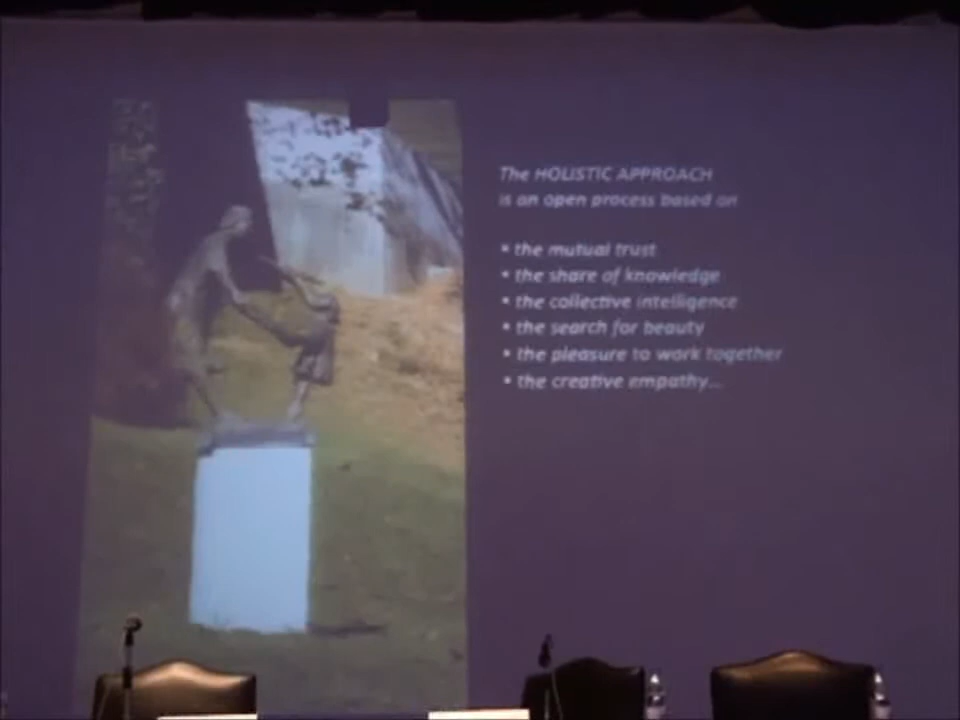 The HOLISTIC APPROACH
is an open process based on
• the mutual trust
• the share of knowledge
• the collective intelligence
• the search for beauty
• the pleasure to work together
• the creative empathy...